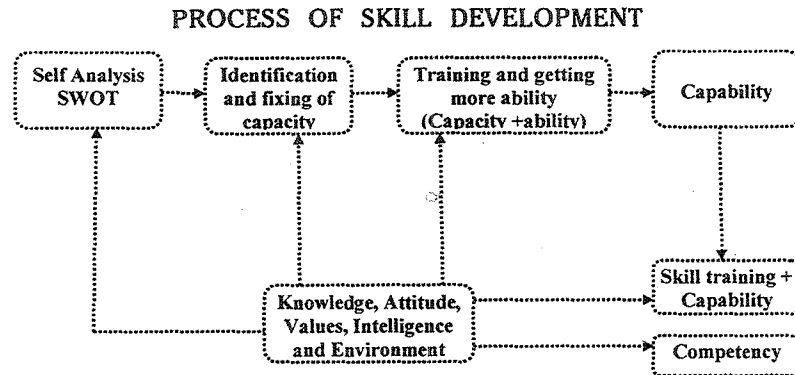 PROCESS OF SKILL DEVELOPMENT
Self Analysis
SWOT
Identification
and fixing of
capacity
Training and getting
more ability
(Capacity +ability)
Capability
Skill training +
Capability
Knowledge, Attitude,
Values, Intelligence
and Environment
Competency